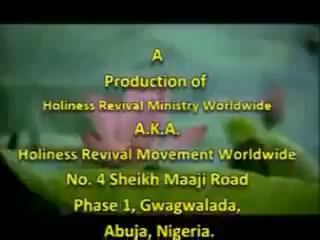 A
Production of
Holiness Revival Ministry Worldwide
A.K.A.
Holiness Revival Movement Worldwide
No. 4 Sheikh Maaji Road
Phase 1, Gwagwalada,
Abuja, Nigeria.